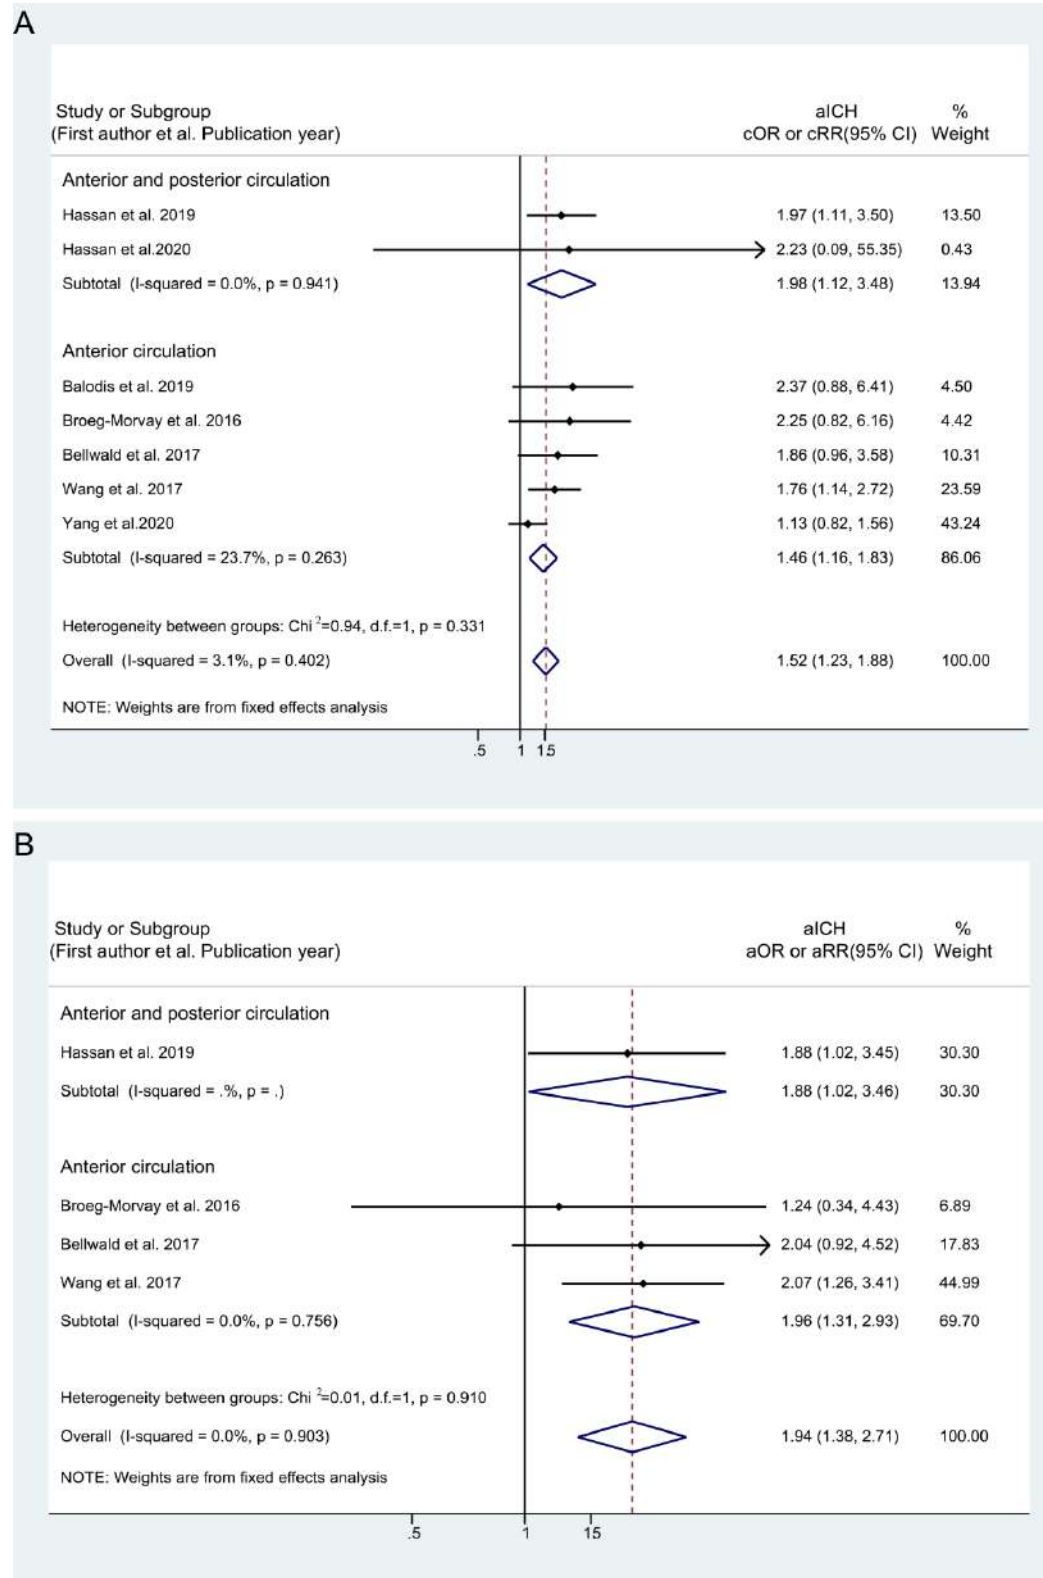 A
Study or Subgroup
(First author et al. Publication year)
aICH
cOR or cRR(95% CI)
%
Weight
Anterior and posterior circulation
Hassan et al. 2019 1.97 (1.11, 3.50) 13.50
Hassan et al.2020 2.23 (0.09, 55.35) 0.43
Subtotal (I-squared = 0.0%, p = 0.941) 1.98 (1.12, 3.48) 13.94
Anterior circulation
Balodis et al. 2019 2.37 (0.88, 6.41) 4.50
Broeg-Morvay et al. 2016 2.25 (0.82, 6.16) 4.42
Bellwald et al. 2017 1.86 (0.96, 3.58) 10.31
Wang et al. 2017 1.76 (1.14, 2.72) 23.59
Yang et al.2020 1.13 (0.82, 1.56) 43.24
Subtotal (I-squared = 23.7%, p = 0.263) 1.46 (1.16, 1.83) 86.06
Heterogeneity between groups: Chi ²=0.94, d.f.=1, p = 0.331
Overall (I-squared = 3.1%, p = 0.402) 1.52 (1.23, 1.88) 100.00
NOTE: Weights are from fixed effects analysis
.5 1 15
B
Study or Subgroup
(First author et al. Publication year)
aICH
aOR or aRR(95% CI)
%
Weight
Anterior and posterior circulation
Hassan et al. 2019 1.88 (1.02, 3.45) 30.30
Subtotal (I-squared = .%, p = .) 1.88 (1.02, 3.46) 30.30
Anterior circulation
Broeg-Morvay et al. 2016 1.24 (0.34, 4.43) 6.89
Bellwald et al. 2017 2.04 (0.92, 4.52) 17.83
Wang et al. 2017 2.07 (1.26, 3.41) 44.99
Subtotal (I-squared = 0.0%, p = 0.756) 1.96 (1.31, 2.93) 69.70
Heterogeneity between groups: Chi ²=0.01, d.f.=1, p = 0.910
Overall (I-squared = 0.0%, p = 0.903) 1.94 (1.38, 2.71) 100.00
NOTE: Weights are from fixed effects analysis
.5 1 15